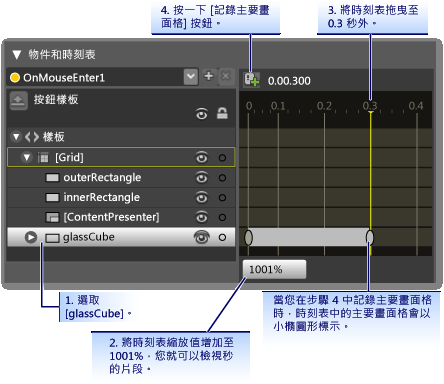 4. 按一下 [記錄主要畫
面格] 按鈕。
3. 將時刻表拖曳至
0.3 秒外。
物件和時刻表
OnMouseEnter1
0.00.300
按鈕樣板
0
0.1
0.2
0.3
0.4
樣板
[Grid]
outerRectangle
innerRectangle
[ContentPresenter]
glassCube
1001%
1. 選取
[glassCube]。
2. 將時刻表縮放值增加至
1001%，您就可以檢視秒
的片段。
當您在步驟 4 中記錄主要畫面格
時，時刻表中的主要畫面格會以
小橢圓形標示。